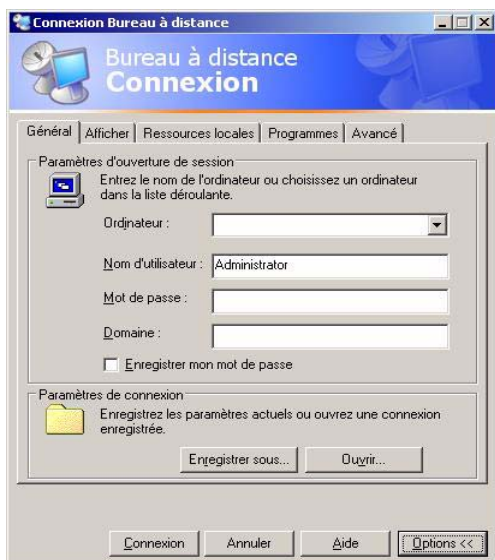 Connexion Bureau à distance
Bureau à distance
Connexion
Général Afficher Ressources locales Programmes Avancé
Paramètres d'ouverture de session
Entrez le nom de l'ordinateur ou choisissez un ordinateur
dans la liste déroulante.
Ordinateur :
Nom d'utilisateur : Administrator
Mot de passe :
Domaine :
Enregistrer mon mot de passe
Paramètres de connexion
Enregistrez les paramètres actuels ou ouvrez une connexion
enregistrée.
Enregistrer sous... Ouvrir...
Connexion Annuler Aide Options <<